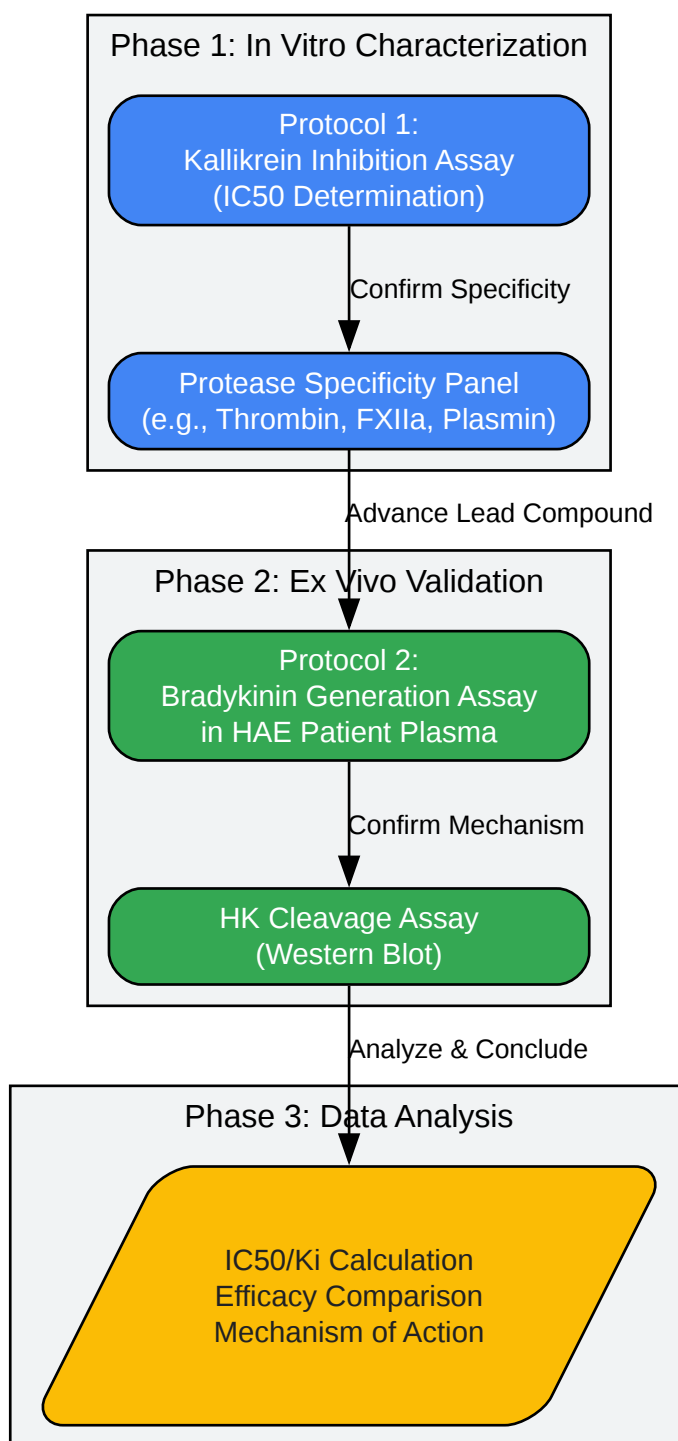 Phase 1: In Vitro Characterization
Protocol 1:
Kallikrein Inhibition Assay
(IC50 Determination)
Confirm Specificity
Protease Specificity Panel
(e.g., Thrombin, FXIIa, Plasmin)
Advance Lead Compound
Phase 2: Ex Vivo Validation
Protocol 2:
Bradykinin Generation Assay
in HAE Patient Plasma
Confirm Mechanism
HK Cleavage Assay
(Western Blot)
Analyze & Conclude
Phase 3: Data Analysis
IC50/Ki Calculation
Efficacy Comparison
Mechanism of Action